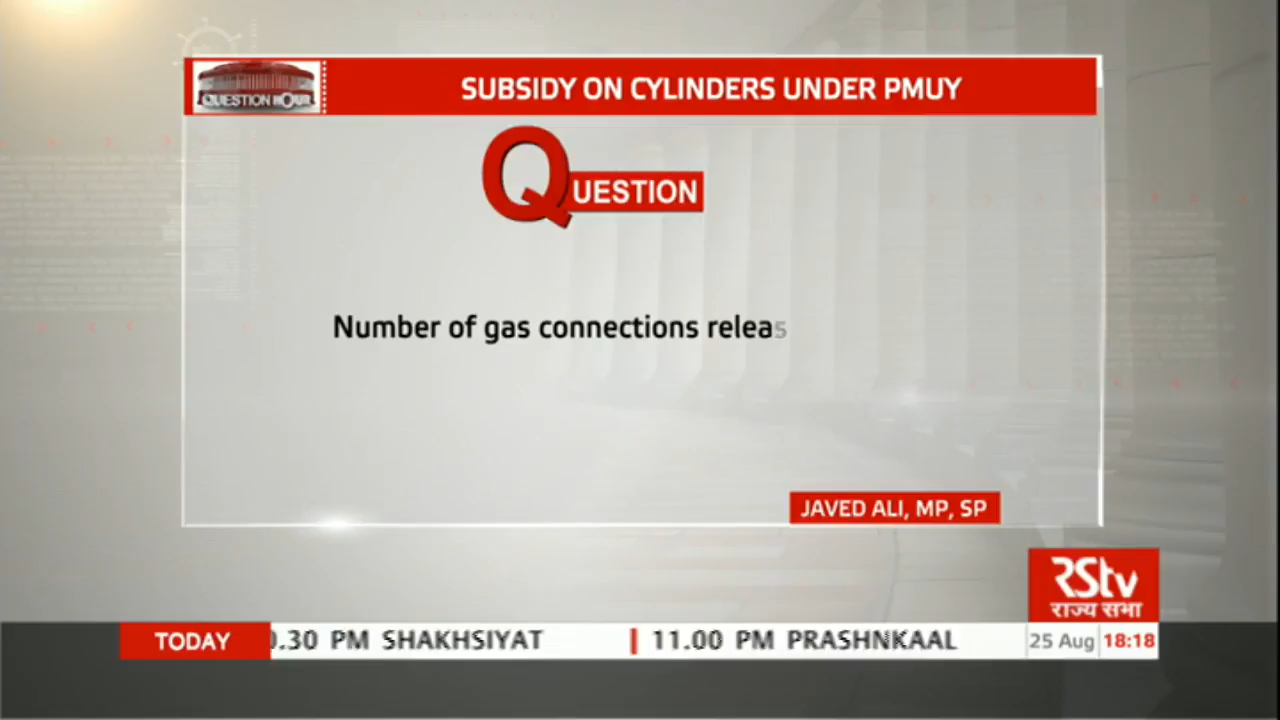 QUESTION HOUR
SUBSIDY ON CYLINDERS UNDER PMUY
QUESTION
Number of gas connections releas
JAVED ALI, MP, SP
RStv
राज्य सभा
TODAY
.30 PM SHAKHSIYAT
11.00 PM PRASHNKAAL
25 Aug
18:18